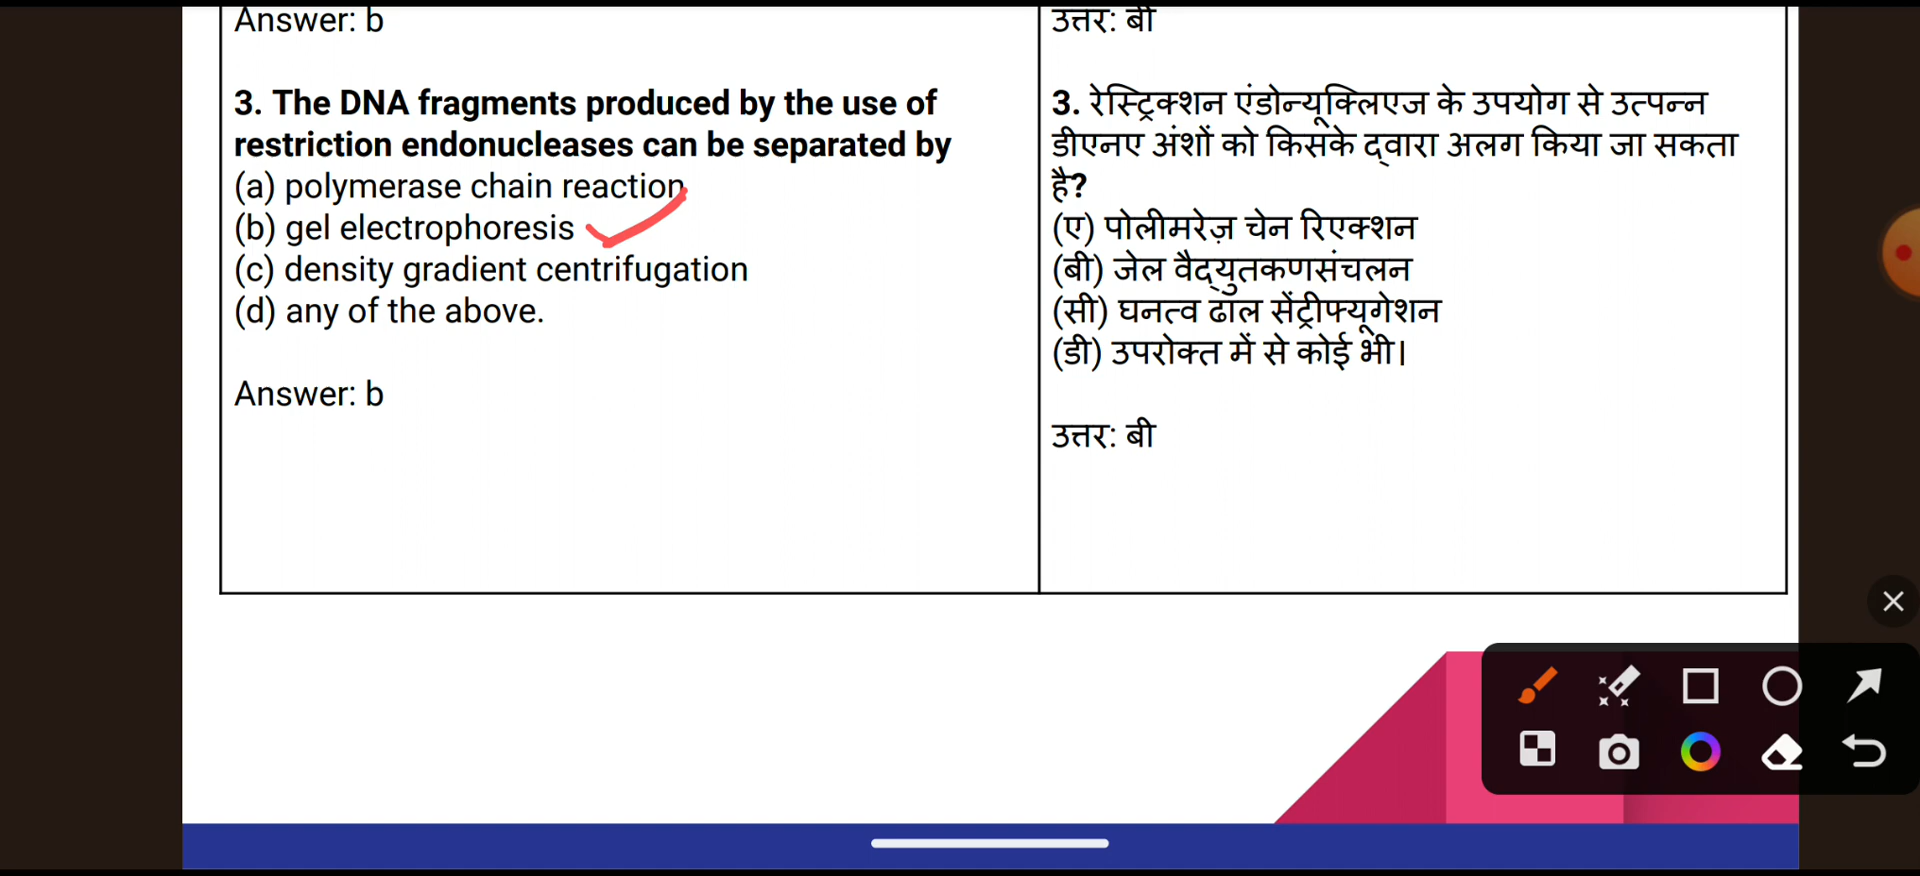 Answer: b
3. The DNA fragments produced by the use of
restriction endonucleases can be separated by
(a) polymerase chain reaction
(b) gel electrophoresis
(c) density gradient centrifugation
(d) any of the above.
Answer: b
उत्तर: बी
3. रेस्ट्रिक्शन एंडोन्यूक्लिएज के उपयोग से उत्पन्न
डीएनए अंशों को किसके द्वारा अलग किया जा सकता
है?
(ए) पोलीमरेज़ चेन रिएक्शन
(बी) जेल वैद्युतकणसंचलन
(सी) घनत्व ढाल सेंट्रीफ्यूगेशन
(डी) उपरोक्त में से कोई भी।
उत्तर: बी